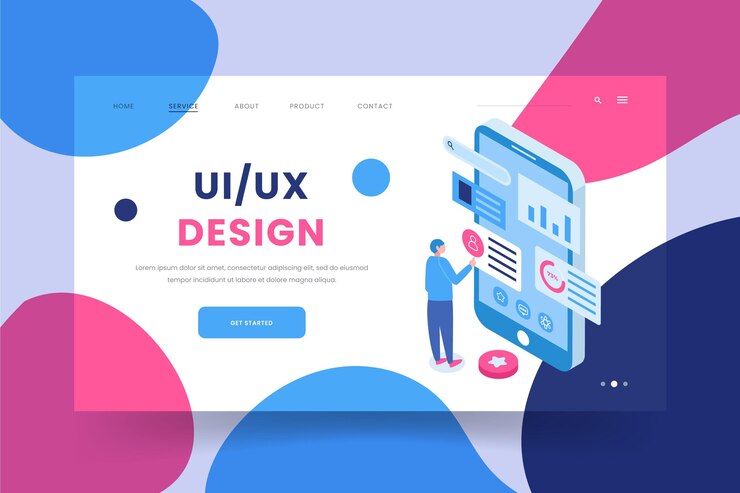 HOME SERVICE ABOUT PRODUCT CONTACT
UI/UX
DESIGN
Lorem ipsum dolor sit amet, consectetur adipiscing elit, sed do eiusmod
tempor incididunt ut labore et dolore magna aliqua.
GET STARTED
73%